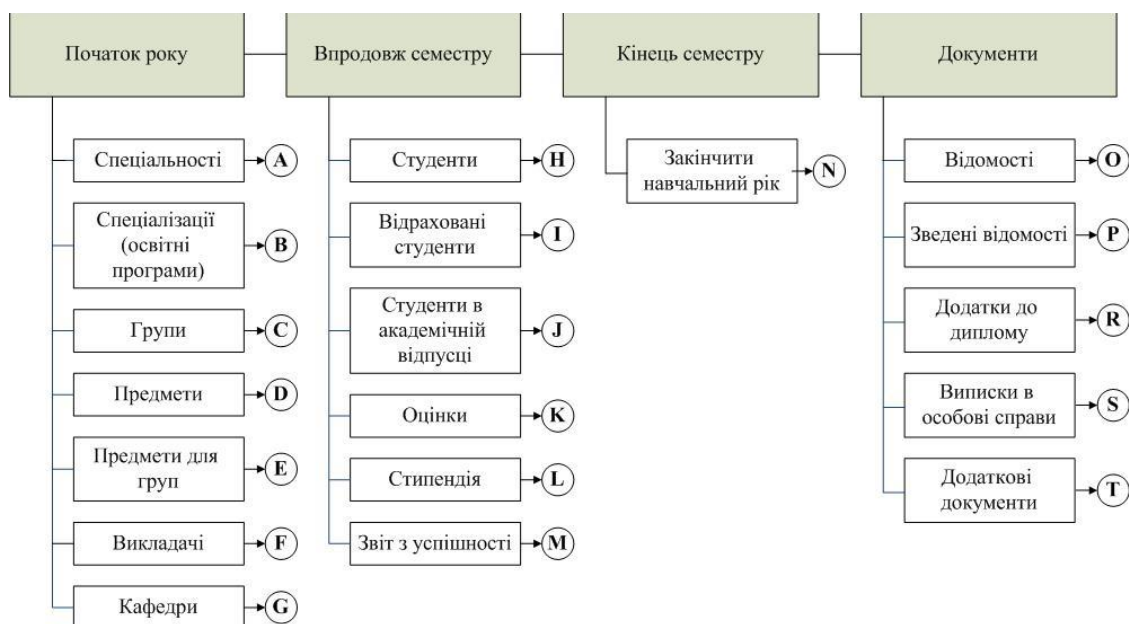 Початок року
Впродовж семестру
Кінець семестру
Документи
Спеціальності
A
Спеціалізації
(освітні
програми)
B
Групи
C
Предмети
D
Предмети для
груп
E
Викладачі
F
Кафедри
G
Студенти
H
Відраховані
студенти
I
Студенти в
академічній
відпусці
J
Оцінки
K
Стипендія
L
Звіт з успішності
M
Закінчити
навчальний рік
N
Відомості
O
Зведені відомості
P
Додатки до
диплому
R
Виписки в
особові справи
S
Додаткові
документи
T